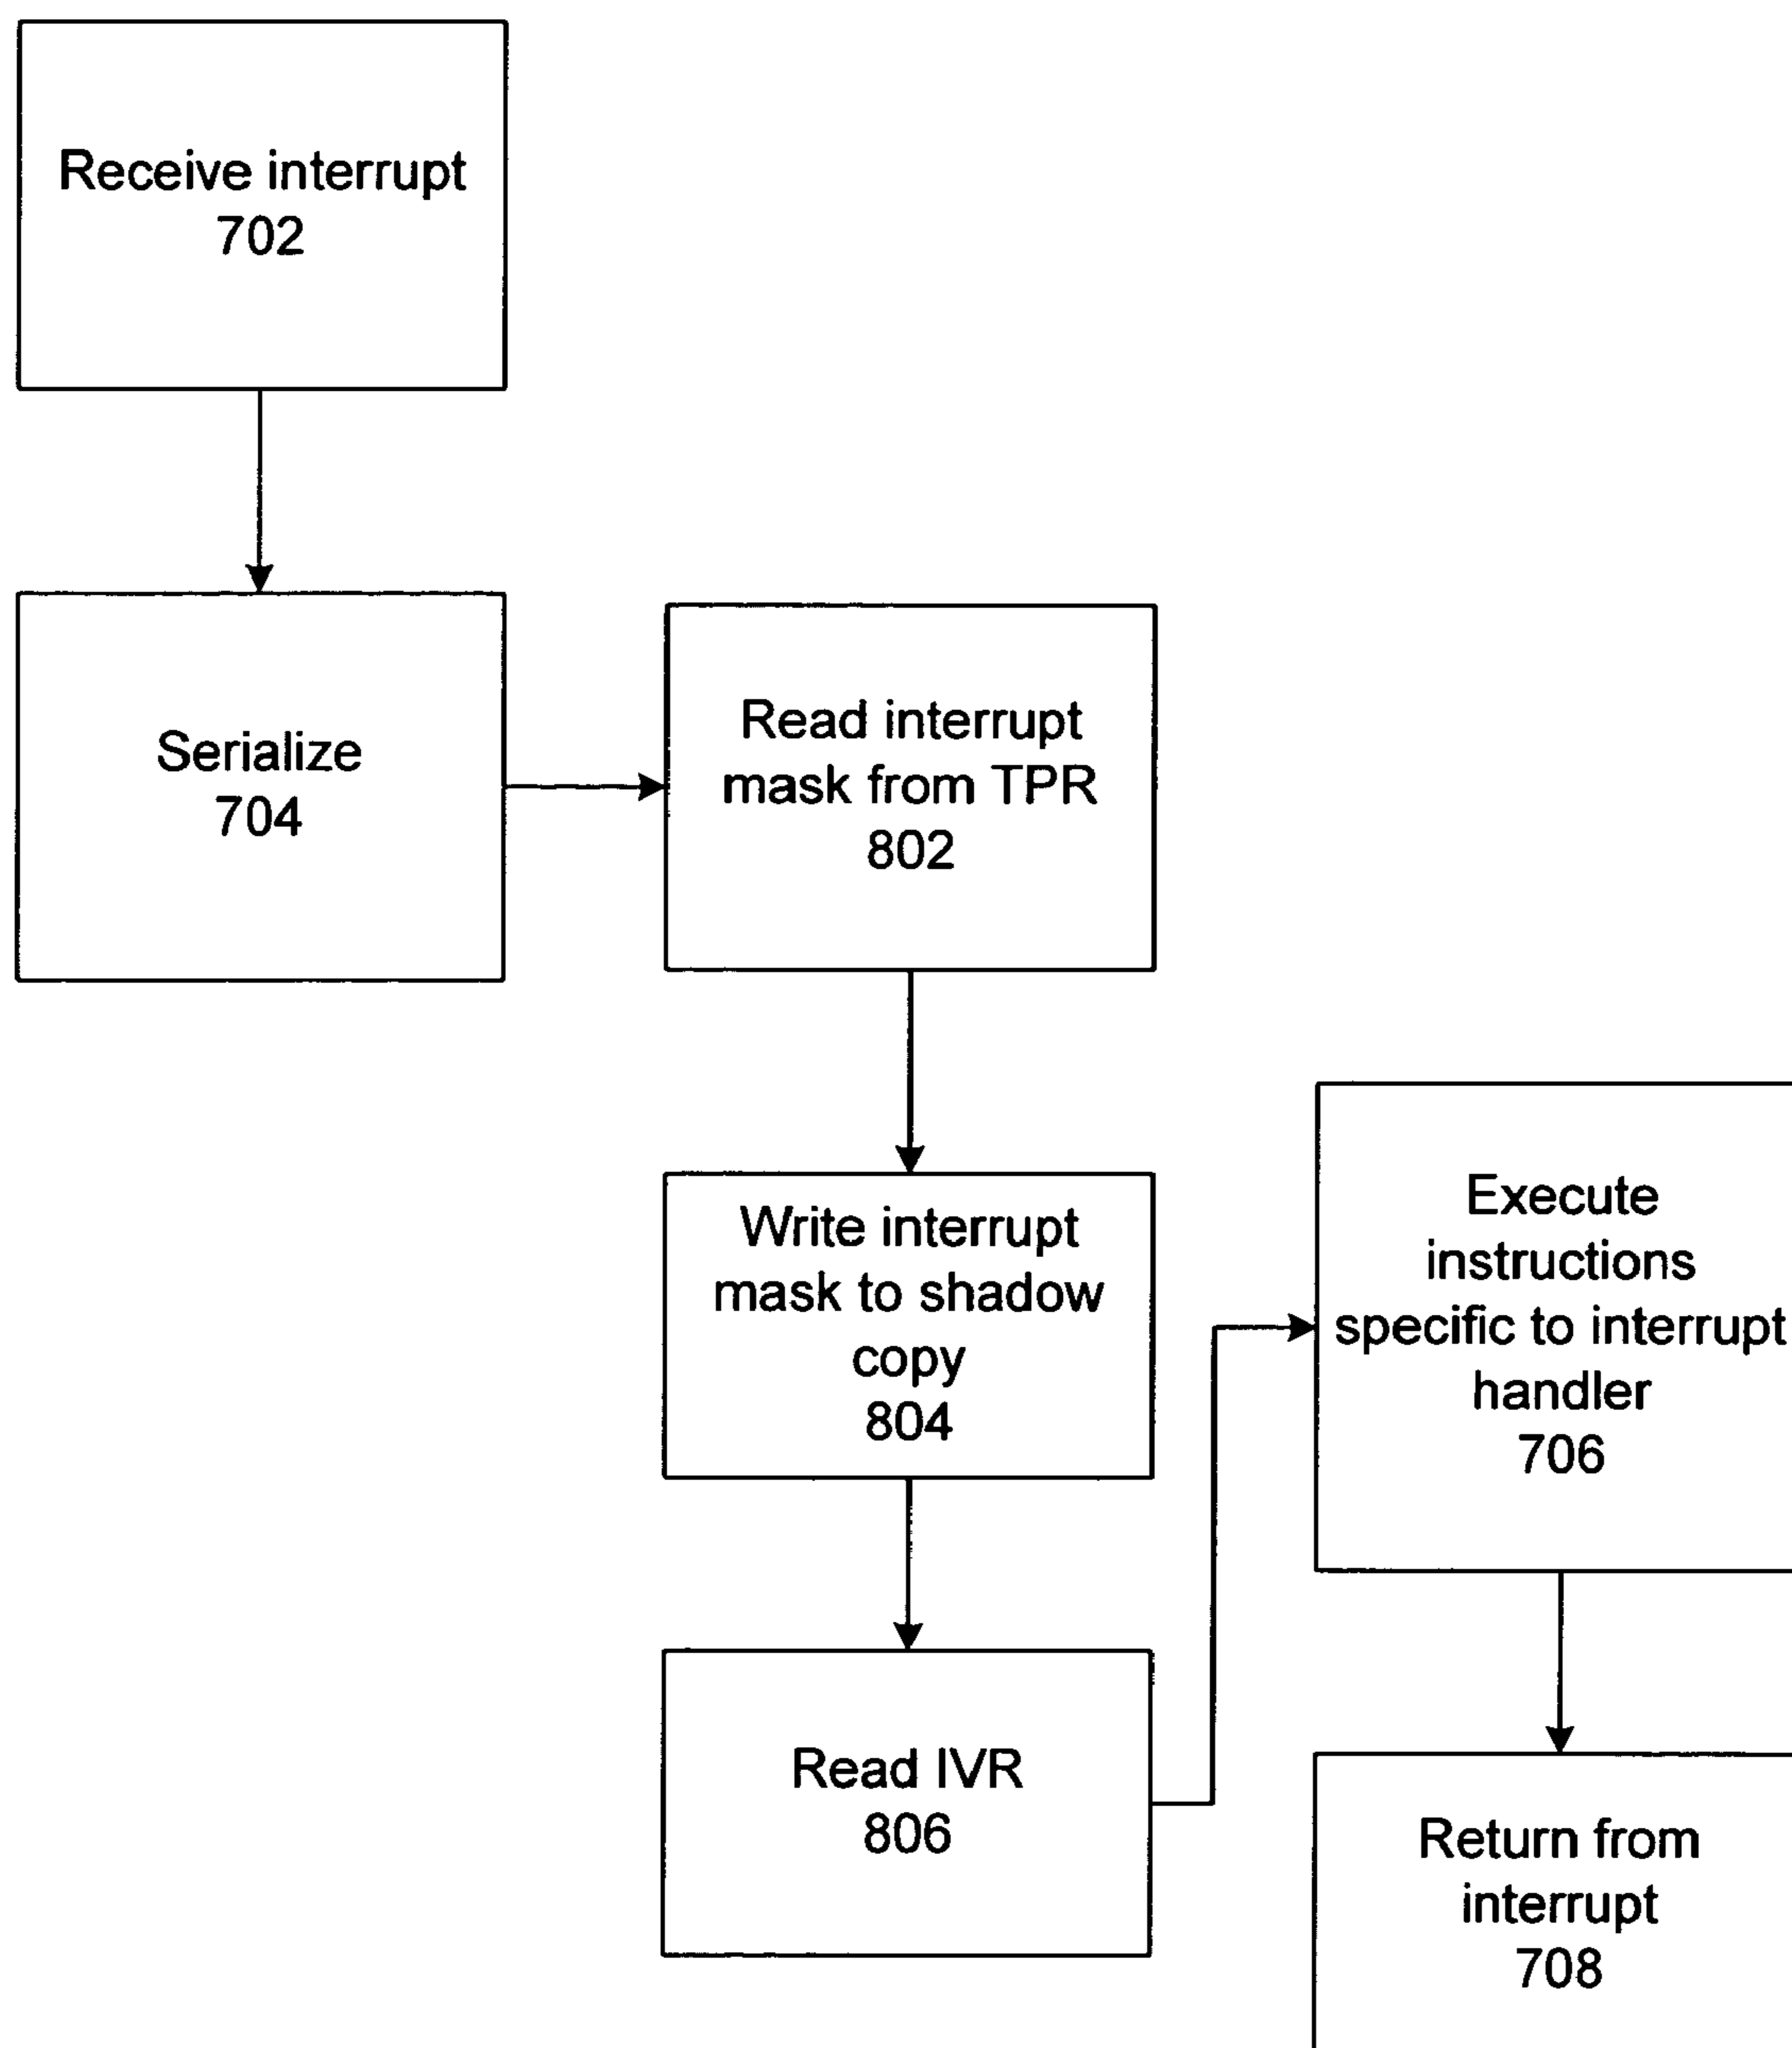 Receive interrupt
702
Serialize
704
Read interrupt
mask from TPR
802
Write interrupt
mask to shadow
copy
804
Read IVR
806
Execute
instructions
specific to interrupt
handler
706
Return from
interrupt
708